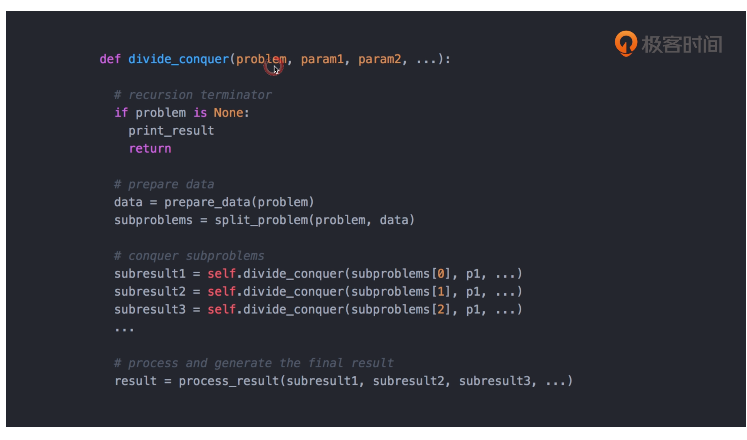 极客时间
def divide_conquer(problem, param1, param2, ...):
# recursion terminator
if problem is None:
print_result
return
# prepare data
data = prepare_data(problem)
subproblems = split_problem(problem, data)
# conquer subproblems
subresult1 = self.divide_conquer(subproblems[0], p1, ...)
subresult2 = self.divide_conquer(subproblems[1], p1, ...)
subresult3 = self.divide_conquer(subproblems[2], p1, ...)
...
# process and generate the final result
result = process_result(subresult1, subresult2, subresult3, ...)